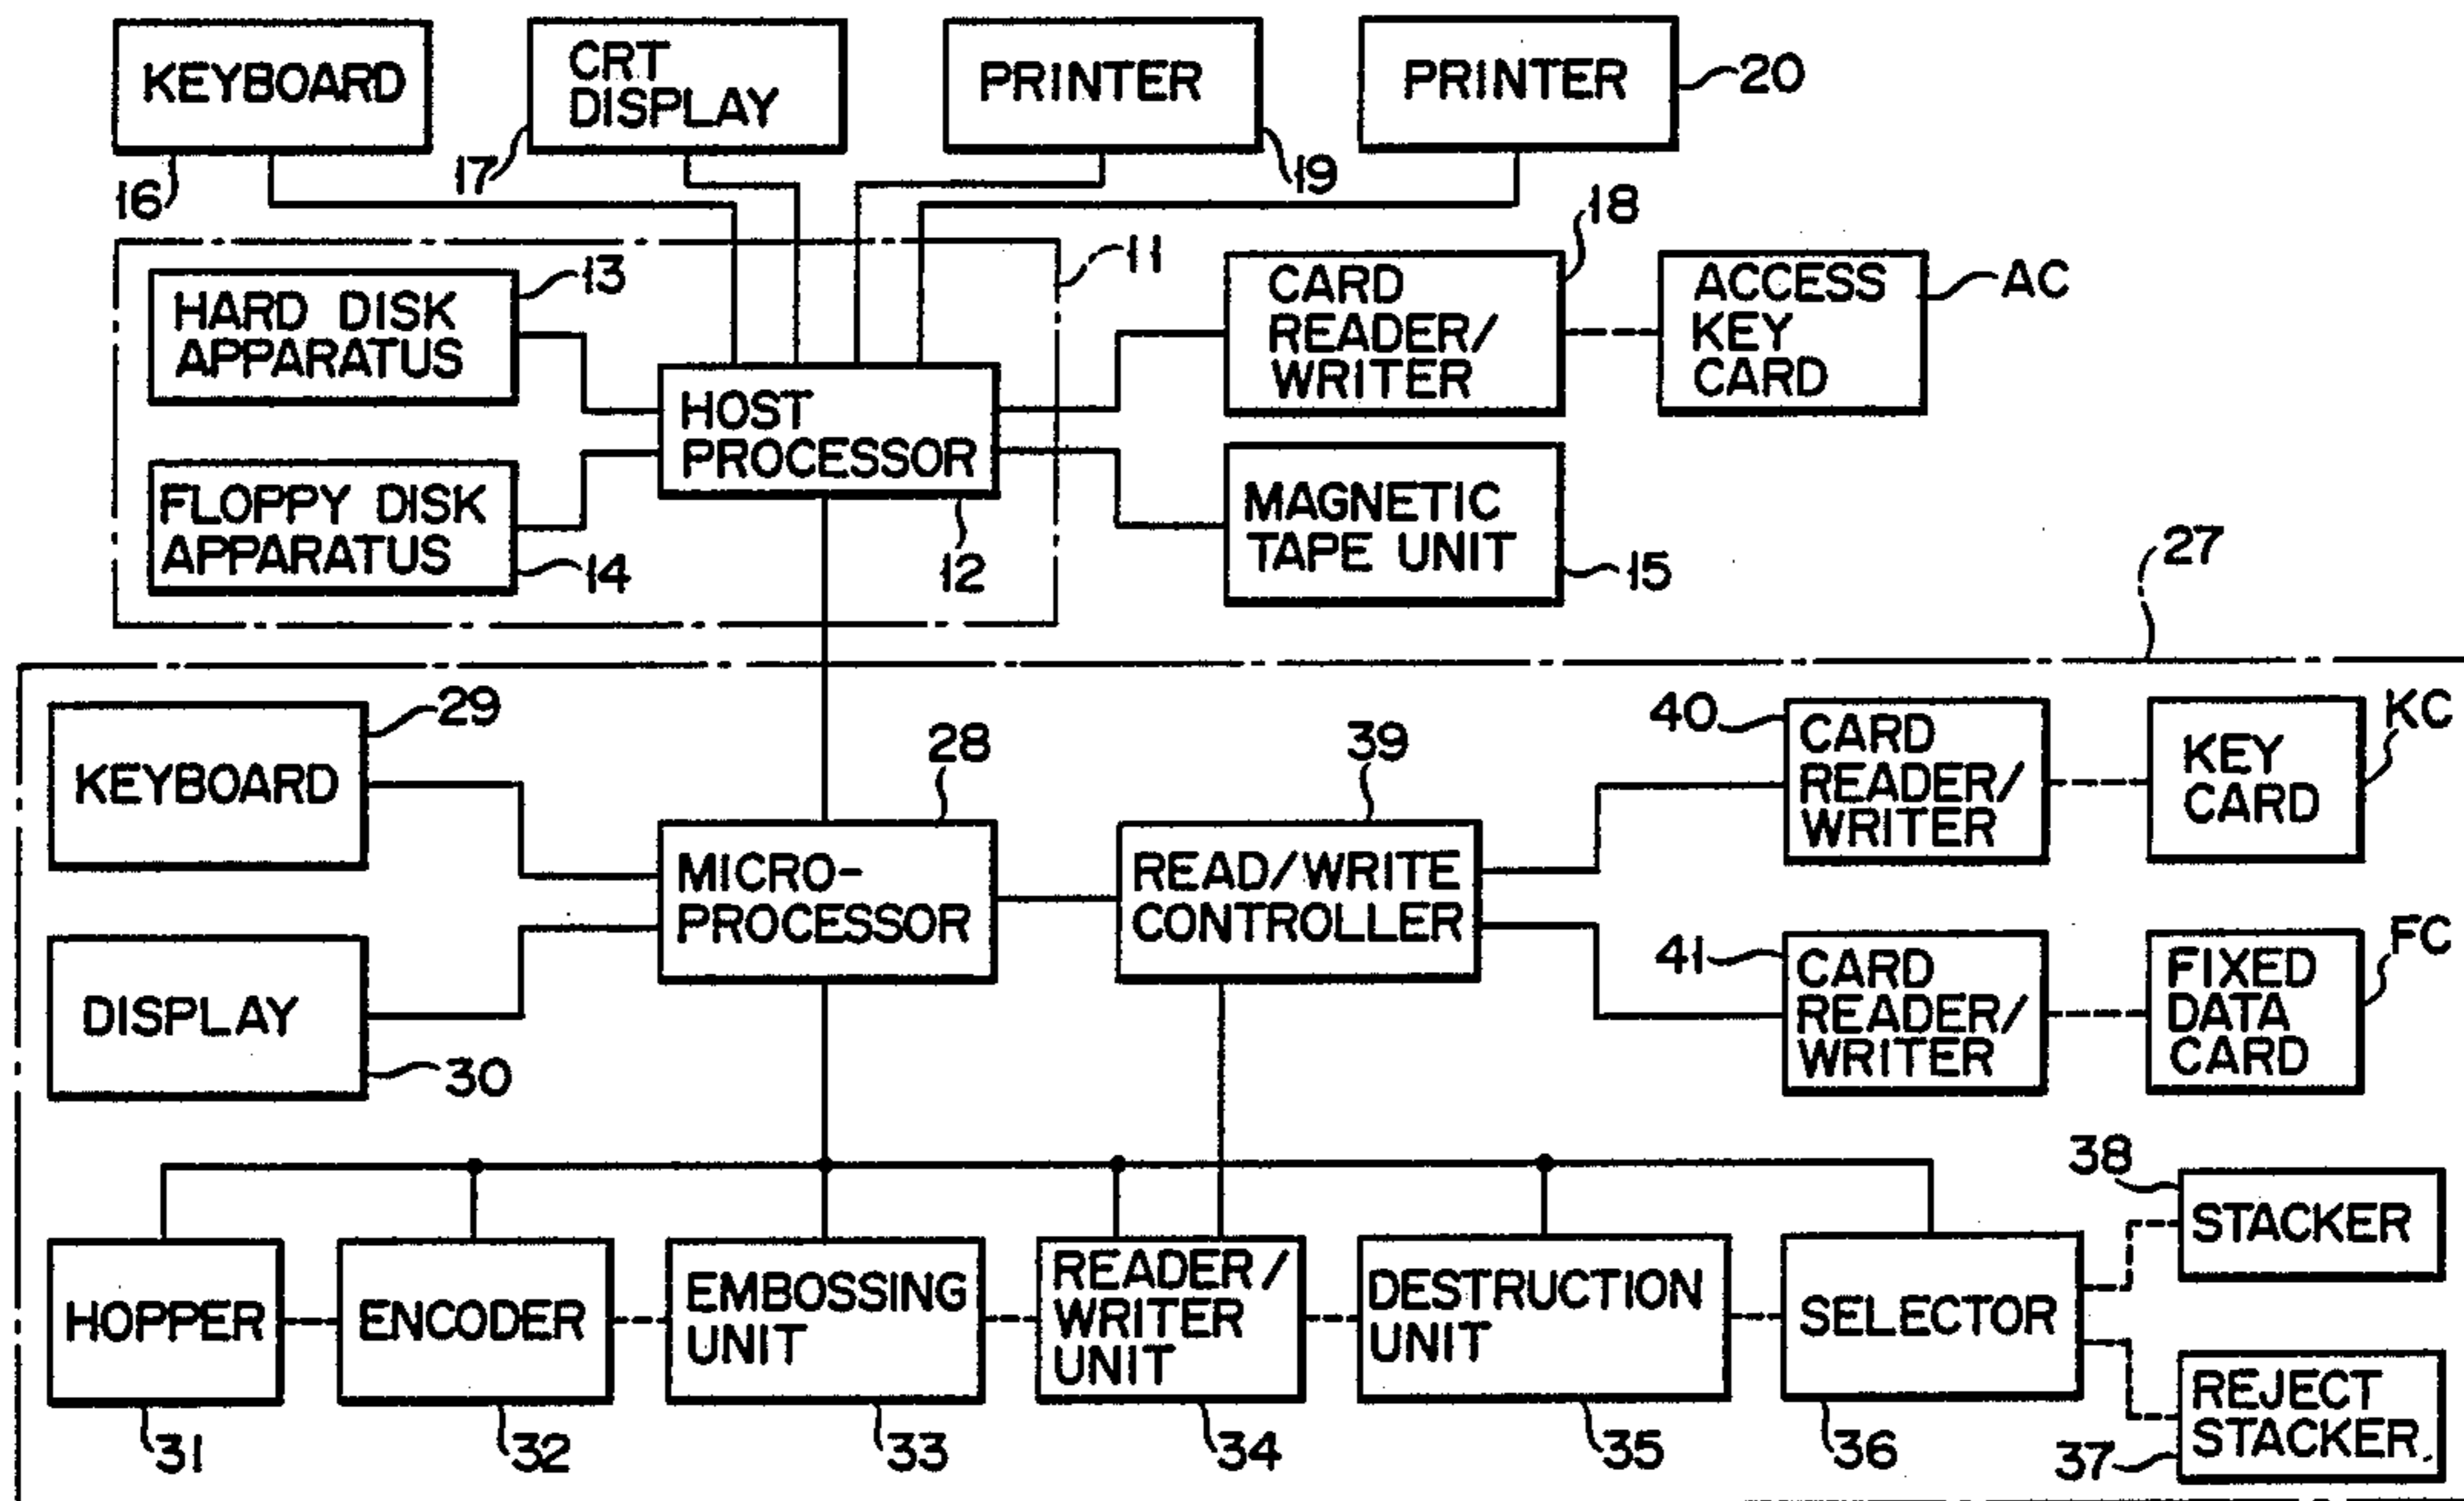 KEYBOARD
16
CRT
DISPLAY
17
PRINTER
19
PRINTER
20
11
HARD DISK
APPARATUS
13
FLOPPY DISK
APPARATUS
14
HOST
PROCESSOR
12
CARD
READER/
WRITER
18
ACCESS
KEY
CARD
AC
MAGNETIC
TAPE UNIT
15
27
KEYBOARD
29
DISPLAY
30
MICRO-
PROCESSOR
28
READ/WRITE
CONTROLLER
39
40
CARD
READER/
WRITER
KEY
CARD
KC
41
CARD
READER/
WRITER
FIXED
DATA
CARD
FC
HOPPER
31
ENCODER
32
EMBOSSING
UNIT
33
READER/
WRITER
UNIT
34
DESTRUCTION
UNIT
35
SELECTOR
36
38
STACKER
REJECT
STACKER
37